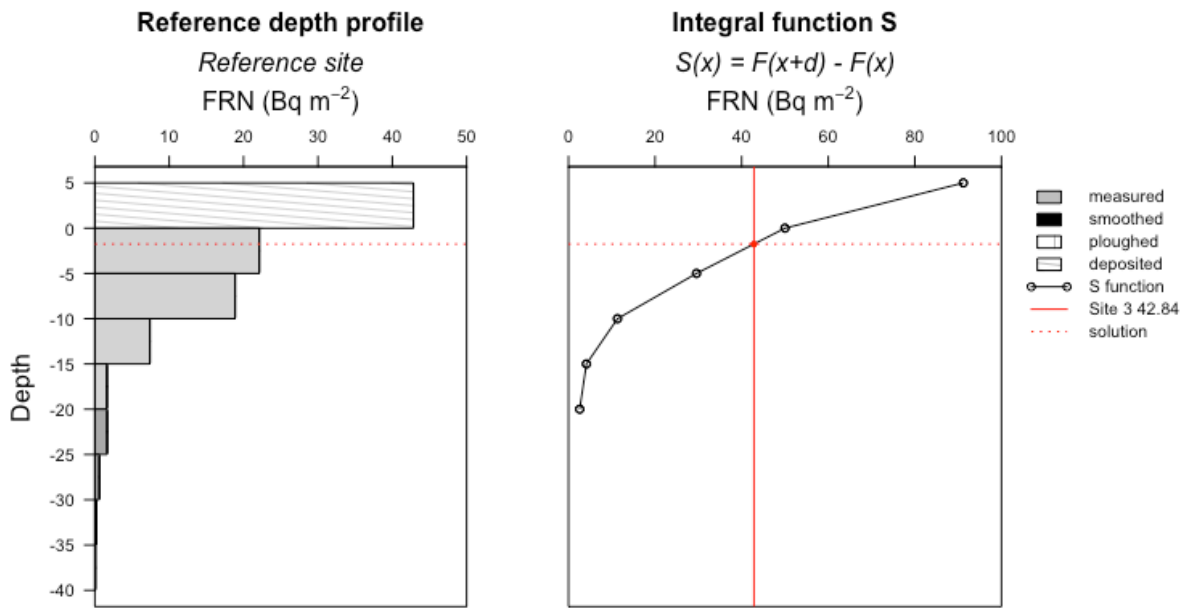 Reference depth profile
Reference site
FRN (Bq m⁻²)
0 10 20 30 40 50
5
0
-5
-10
-15
-20
-25
-30
-35
-40
Depth
Integral function S
S(x) = F(x+d) - F(x)
FRN (Bq m⁻²)
0 20 40 60 80 100
measured
smoothed
ploughed
deposited
S function
Site 3 42.84
solution